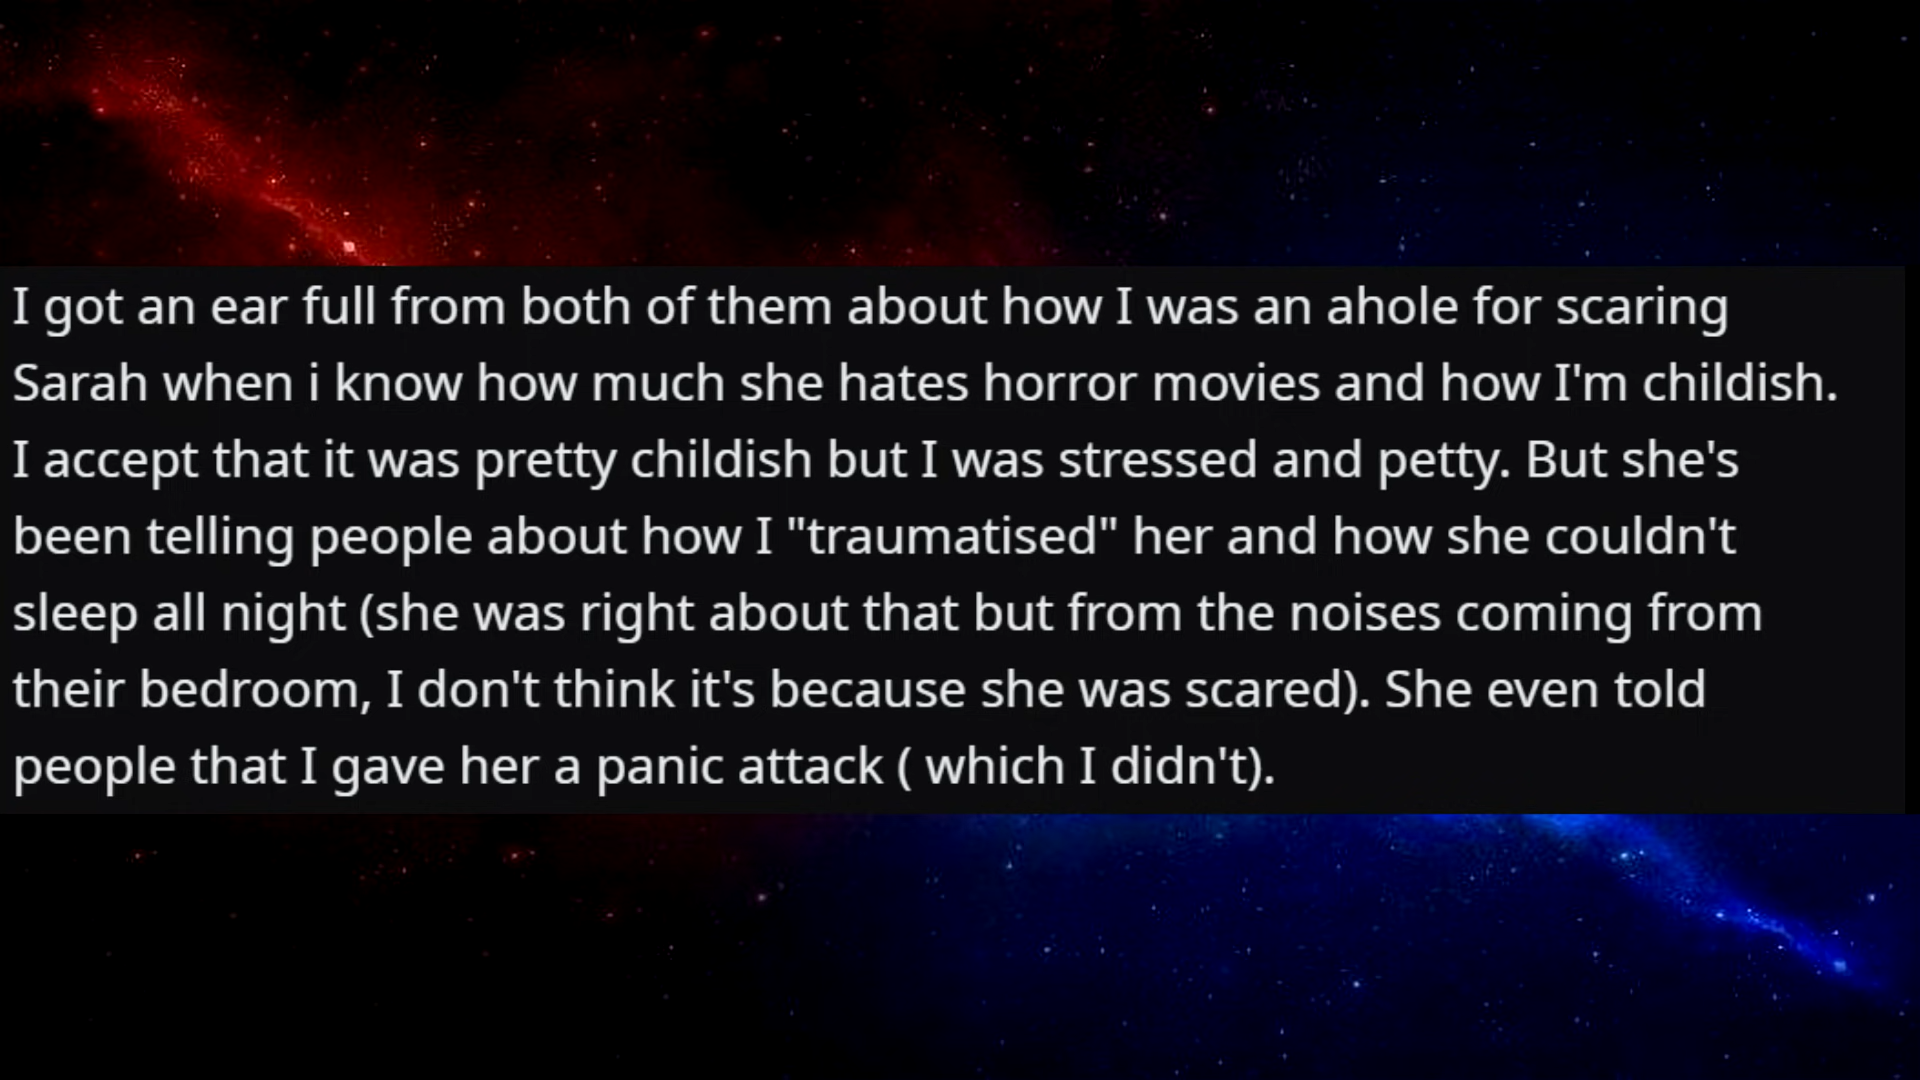 I got an ear full from both of them about how I was an ahole for scaring
Sarah when i know how much she hates horror movies and how I'm childish.
I accept that it was pretty childish but I was stressed and petty. But she's
been telling people about how I "traumatised" her and how she couldn't
sleep all night (she was right about that but from the noises coming from
their bedroom, I don't think it's because she was scared). She even told
people that I gave her a panic attack ( which I didn't).